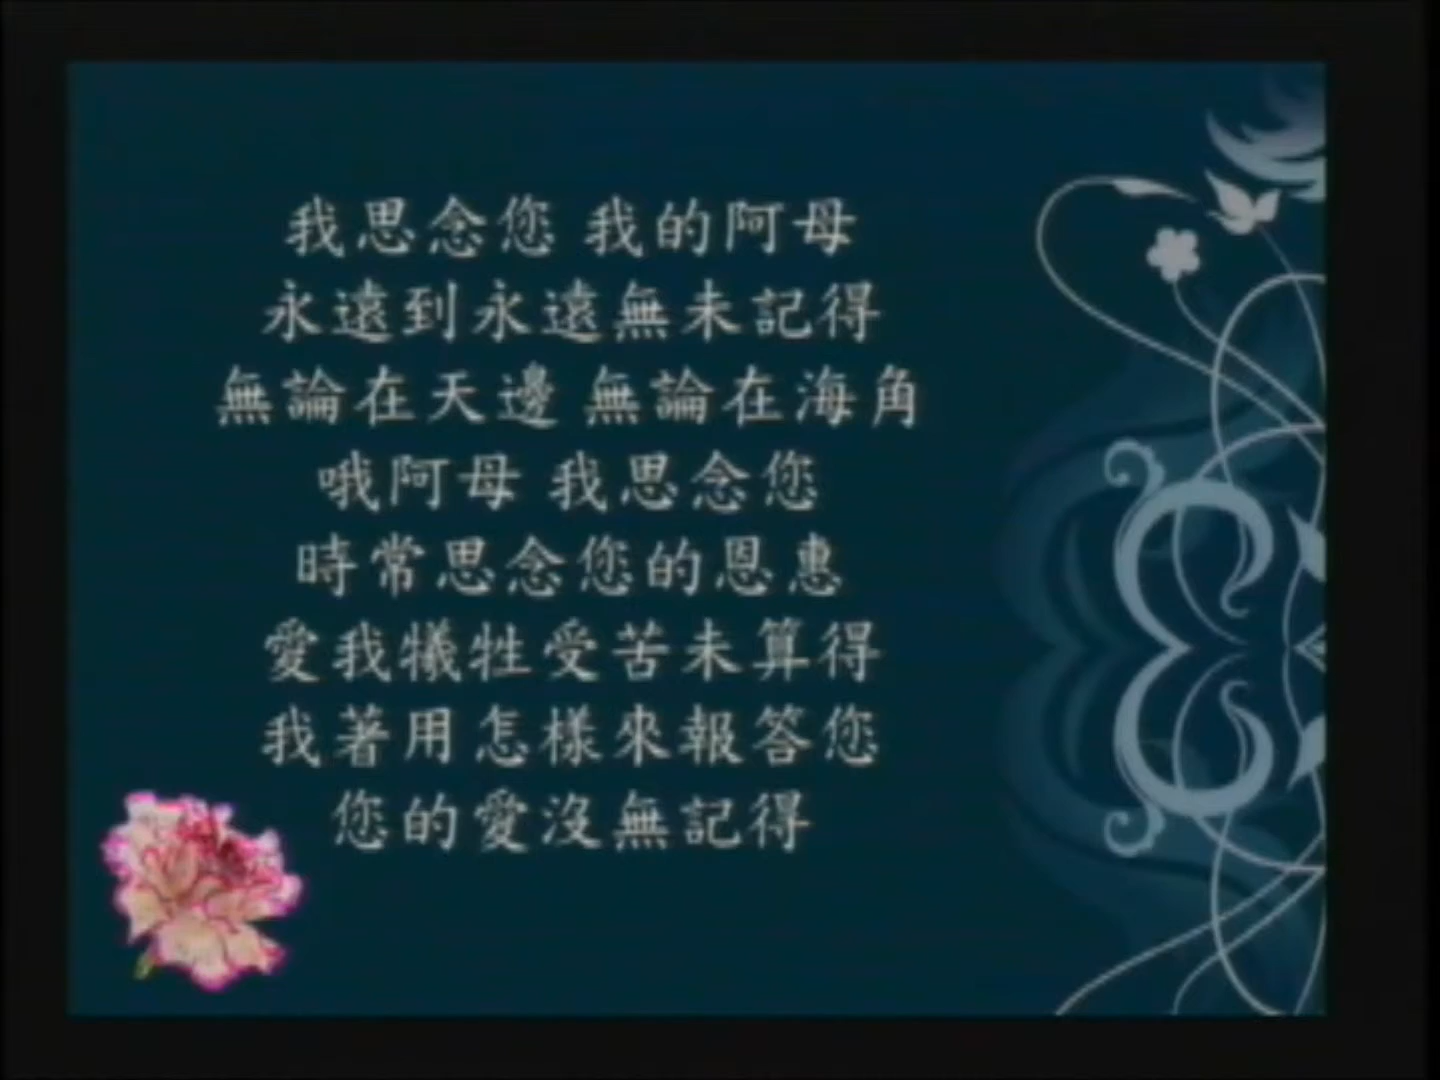 我思念您 我的阿母
永遠到永遠無未記得
無論在天邊 無論在海角
哦阿母 我思念您
時常思念您的恩惠
愛我犧牲受苦未算得
我著用怎樣來報答您
您的愛沒無記得